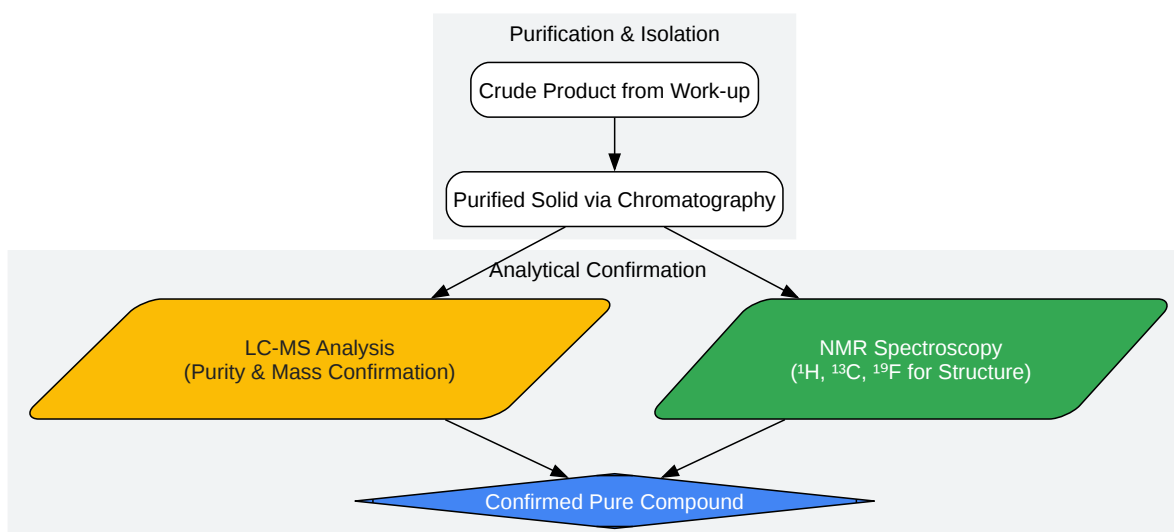 Purification & Isolation
Crude Product from Work-up
Purified Solid via Chromatography
Analytical Confirmation
LC-MS Analysis
(Purity & Mass Confirmation)
NMR Spectroscopy
(¹H, ¹³C, ¹⁹F for Structure)
Confirmed Pure Compound